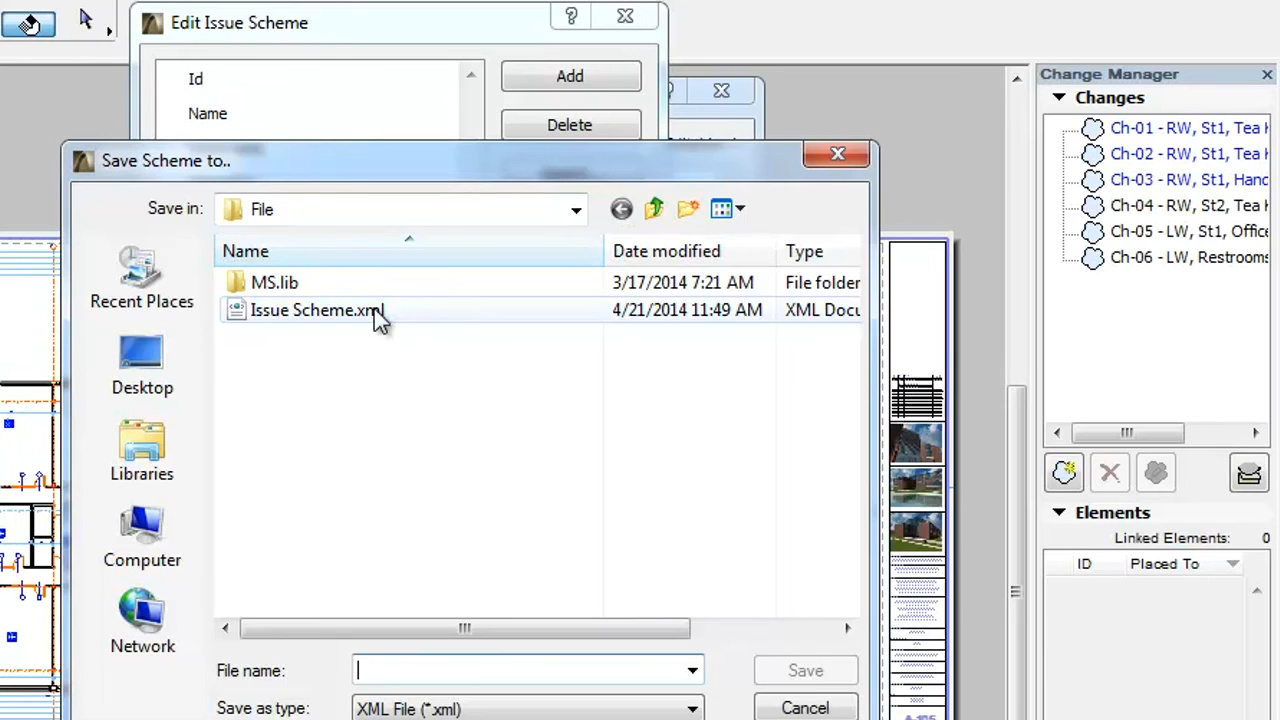 Edit Issue Scheme
?
Id
Name
Add
Delete
Save Scheme to..
Save in:
File
Name
Date modified
Type
MS.lib
3/17/2014 7:21 AM
File folder
Issue Scheme.xml
4/21/2014 11:49 AM
XML Docu
Recent Places
Desktop
Libraries
Computer
Network
File name:
Save
Save as type:
XML File (*.xml)
Cancel
Change Manager
Changes
Ch-01 - RW, St1, Tea
Ch-02 - RW, St1, Tea
Ch-03 - RW, St1, Hand
Ch-04 - RW, St2, Tea
Ch-05 - LW, St1, Office
Ch-06 - LW, Restrooms
Elements
Linked Elements: 0
ID
Placed To